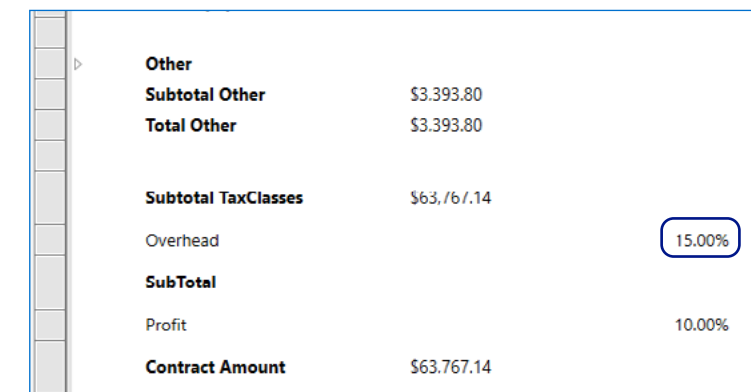 Other
Subtotal Other $3.393.80
Total Other $3.393.80
Subtotal TaxClasses $63,767.14
Overhead 15.00%
SubTotal
Profit 10.00%
Contract Amount $63.767.14